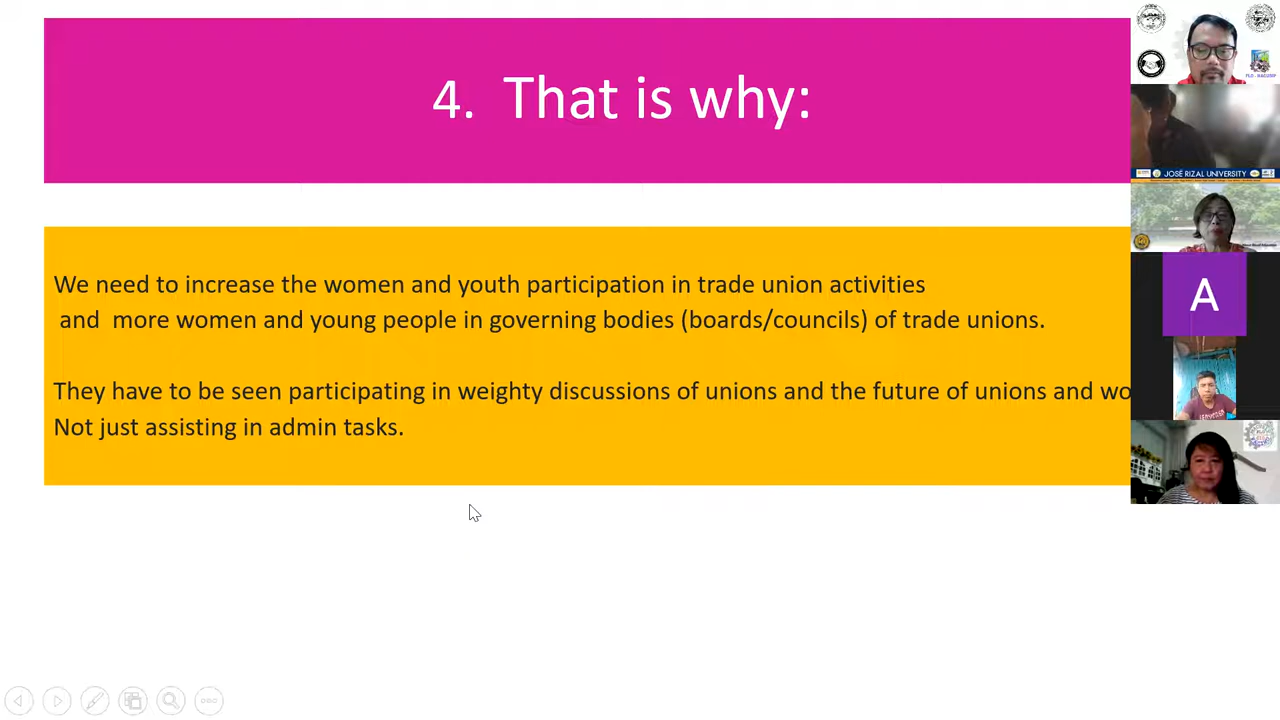 4. That is why:
We need to increase the women and youth participation in trade union activities
and more women and young people in governing bodies (boards/councils) of trade unions.
They have to be seen participating in weighty discussions of unions and the future of unions and wo
Not just assisting in admin tasks.
JOSÉ RIZAL UNIVERSITY
A